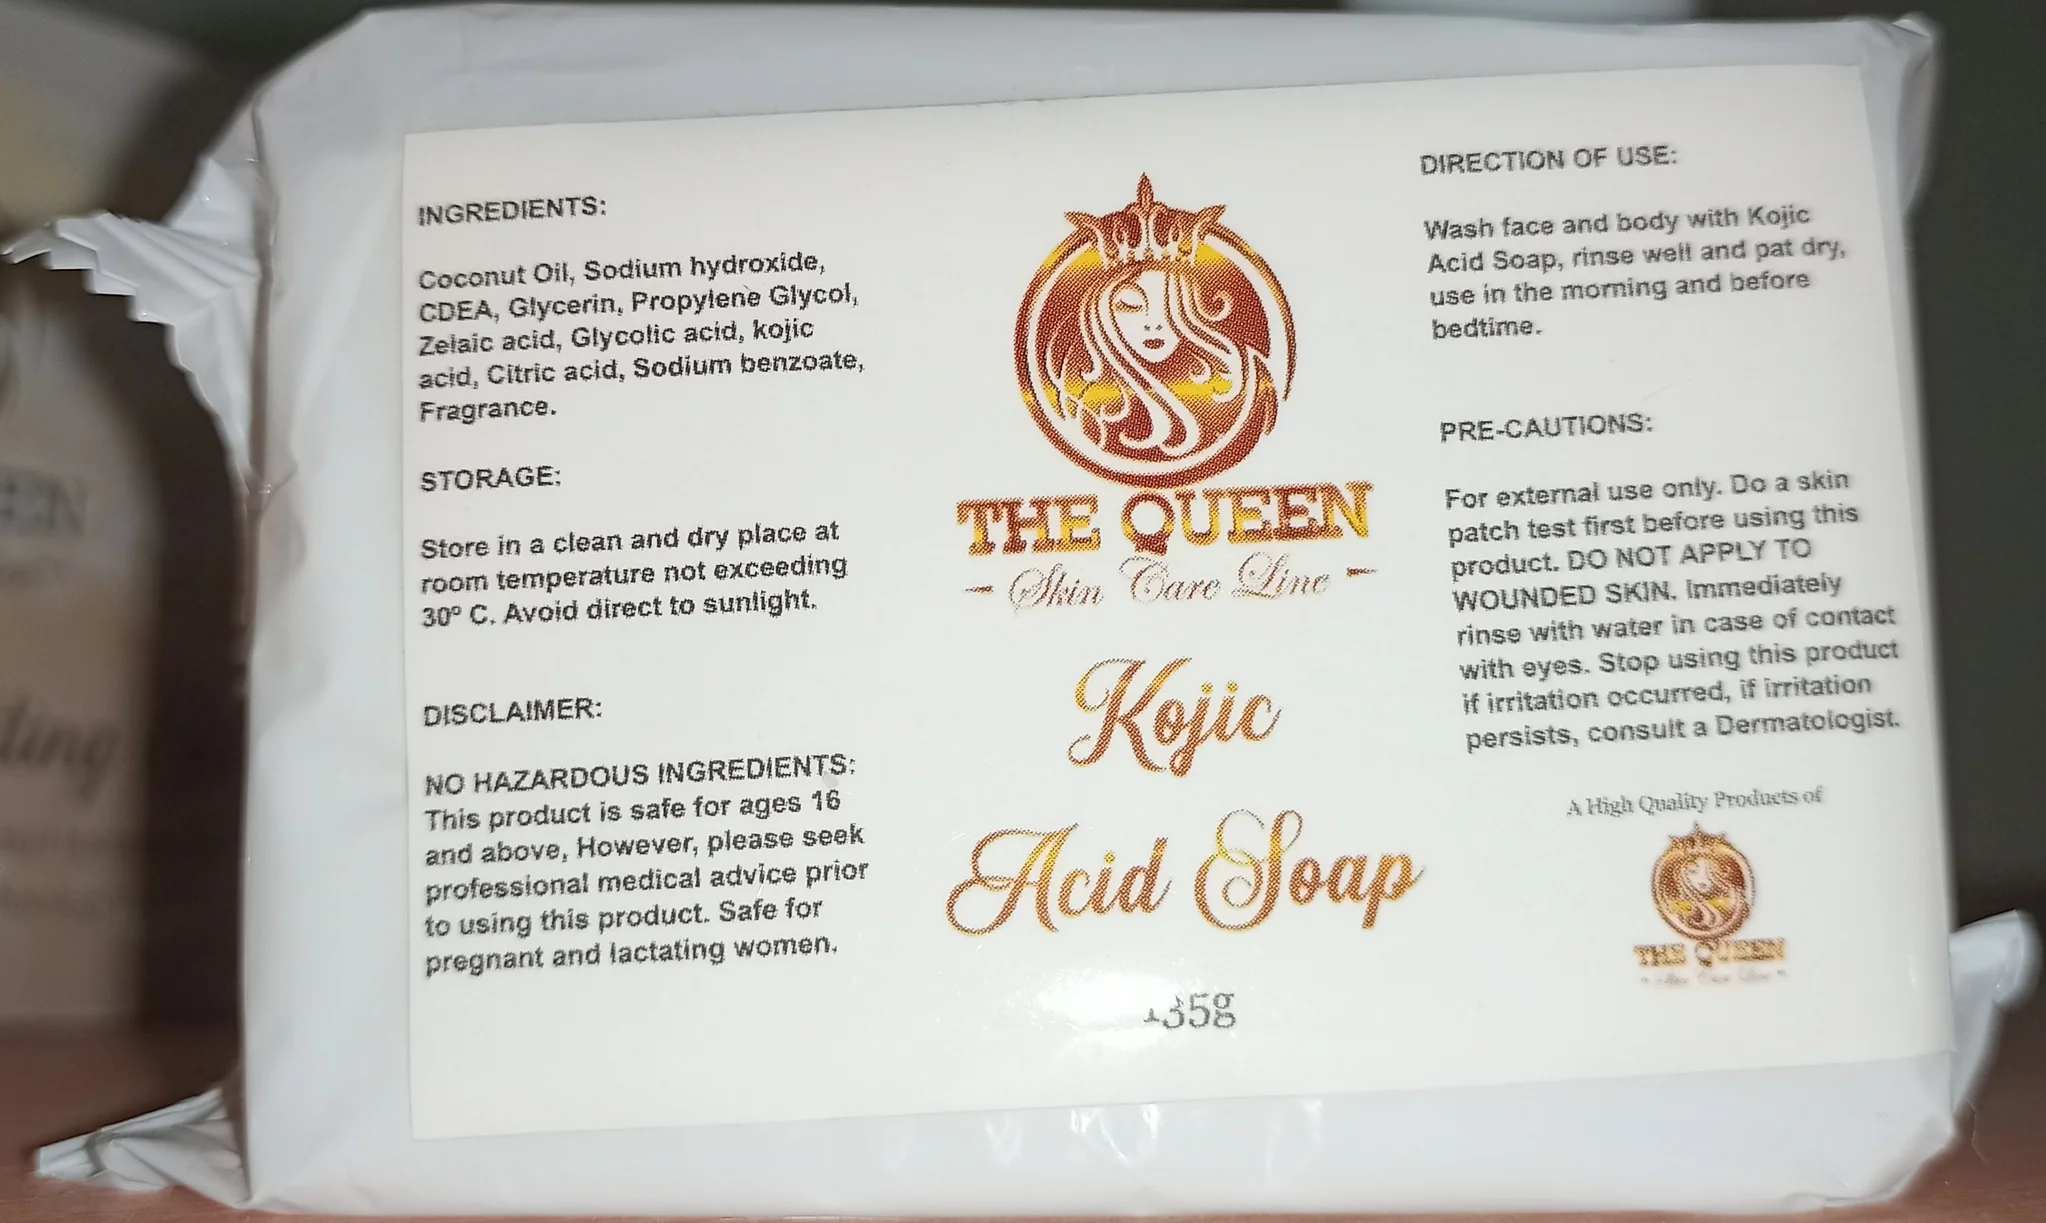 INGREDIENTS:
Coconut Oil, Sodium hydroxide,
CDEA, Glycerin, Propylene Glycol,
Zelaic acid, Glycolic acid, kojic
acid, Citric acid, Sodium benzoate,
Fragrance.
STORAGE:
Store in a clean and dry place at
room temperature not exceeding
30º C. Avoid direct to sunlight.
DISCLAIMER:
NO HAZARDOUS INGREDIENTS:
This product is safe for ages 16
and above, However, please seek
professional medical advice prior
to using this product. Safe for
pregnant and lactating women.
THE QUEEN
- Skin Care Line -
Kojic
Acid Soap
135g
DIRECTION OF USE:
Wash face and body with Kojic
Acid Soap, rinse well and pat dry,
use in the morning and before
bedtime.
PRE-CAUTIONS:
For external use only. Do a skin
patch test first before using this
product. DO NOT APPLY TO
WOUNDED SKIN. Immediately
rinse with water in case of contact
with eyes. Stop using this product
if irritation occurred, if irritation
persists, consult a Dermatologist.
A High Quality Products of
THE QUEEN